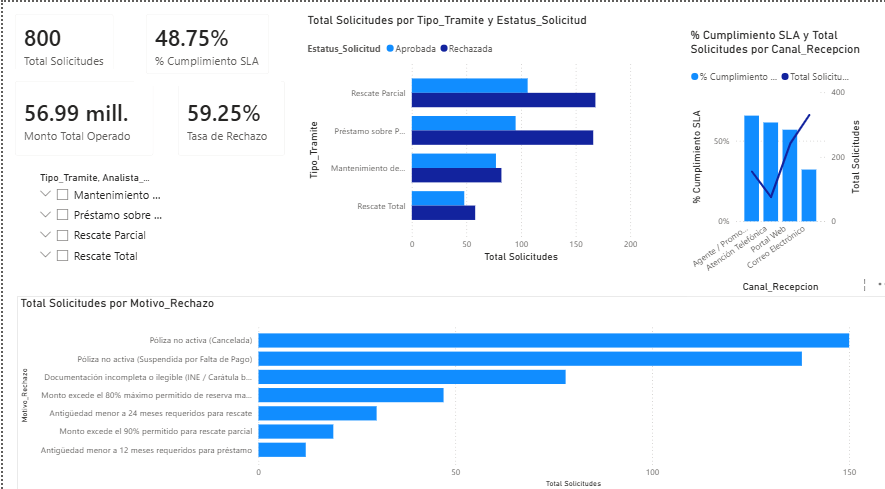 800
Total Solicitudes
48.75%
% Cumplimiento SLA
56.99 mill.
Monto Total Operado
59.25%
Tasa de Rechazo
Tipo_Tramite, Analista_...
Mantenimiento ...
Préstamo sobre ...
Rescate Parcial
Rescate Total
Total Solicitudes por Tipo_Tramite y Estatus_Solicitud
Estatus_Solicitud Aprobada Rechazada
Tipo_Tramite
Rescate Parcial
Préstamo sobre P...
Mantenimiento de...
Rescate Total
0 50 100 150 200
Total Solicitudes
% Cumplimiento SLA y Total
Solicitudes por Canal_Recepcion
% Cumplimiento ... Total Solicitu...
% Cumplimiento SLA
50%
0%
400
200
0
Total Solicitudes
Agente / Promo...
Atención Telefónica
Portal Web
Correo Electrónico
Canal_Recepcion
Total Solicitudes por Motivo_Rechazo
Motivo_Rechazo
Póliza no activa (Cancelada)
Póliza no activa (Suspendida por Falta de Pago)
Documentación incompleta o ilegible (INE / Carátula b...
Monto excede el 80% máximo permitido de reserva ma...
Antigüedad menor a 24 meses requeridos para rescate
Monto excede el 90% permitido para rescate parcial
Antigüedad menor a 12 meses requeridos para préstamo
0 50 100 150
Total Solicitudes